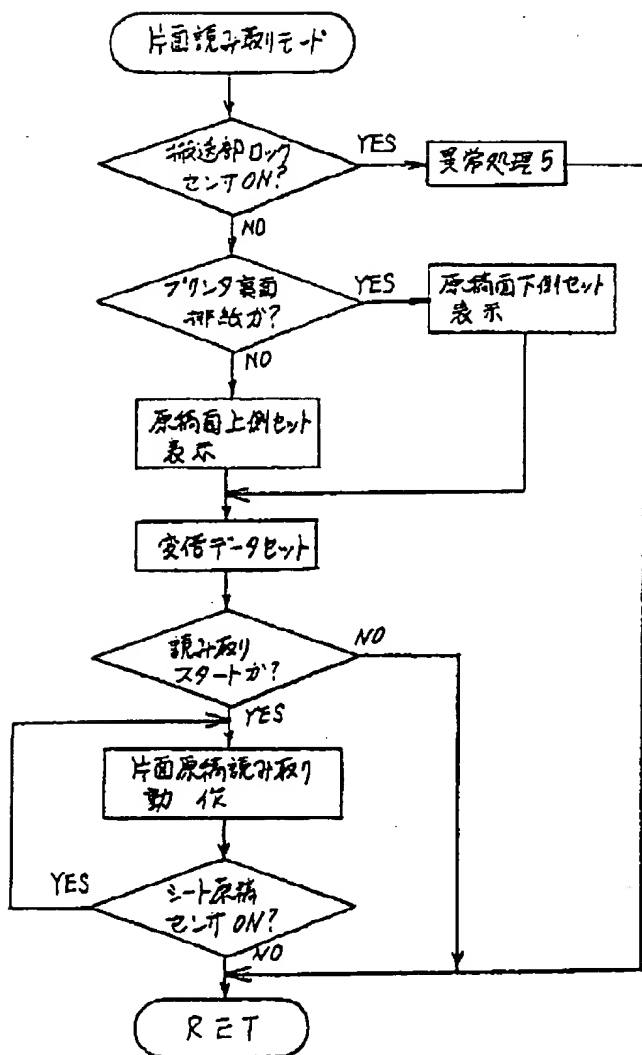 片面読み取りモード
搬送部ロック
センサON?
YES
異常処理5
NO
プリンタ裏面
排紙か?
YES
原稿面下側セット
表示
NO
原稿面上側セット
表示
変倍データセット
読み取り
スタートか?
NO
YES
片面原稿読み取り
動作
シート原稿
センサON?
YES
NO
RET